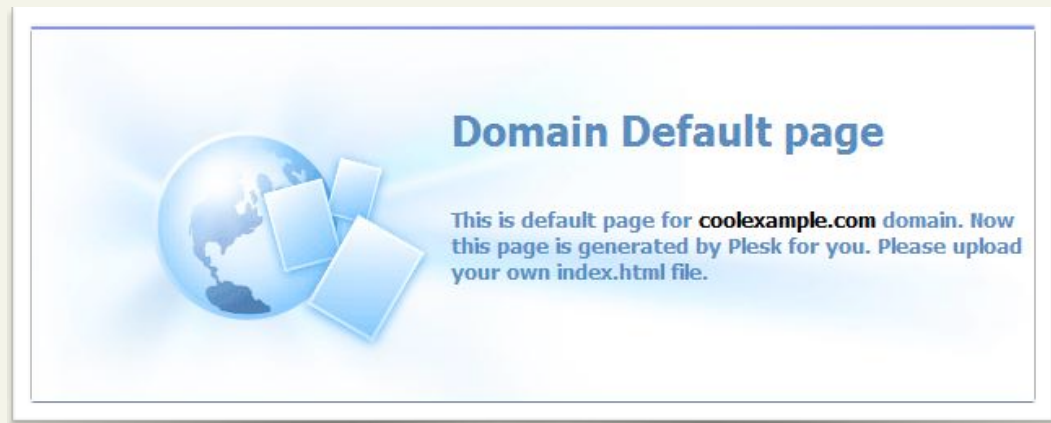 Domain Default page
This is default page for coolexample.com domain. Now
this page is generated by Plesk for you. Please upload
your own index.html file.